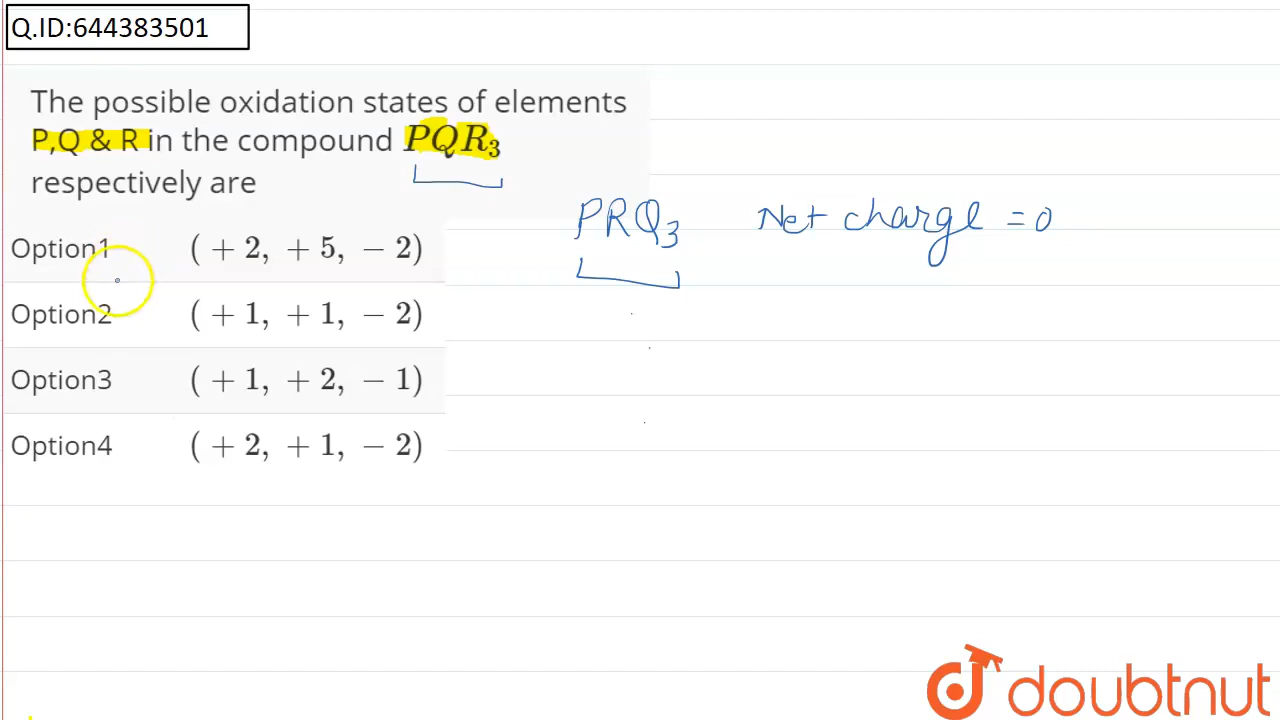 Q.ID:644383501
The possible oxidation states of elements
P,Q & R in the compound PQR₃
respectively are
PRQ₃ Net charge = 0
Option1 (+2, +5, −2)
Option2 (+1, +1, −2)
Option3 (+1, +2, −1)
Option4 (+2, +1, −2)
doubtnut